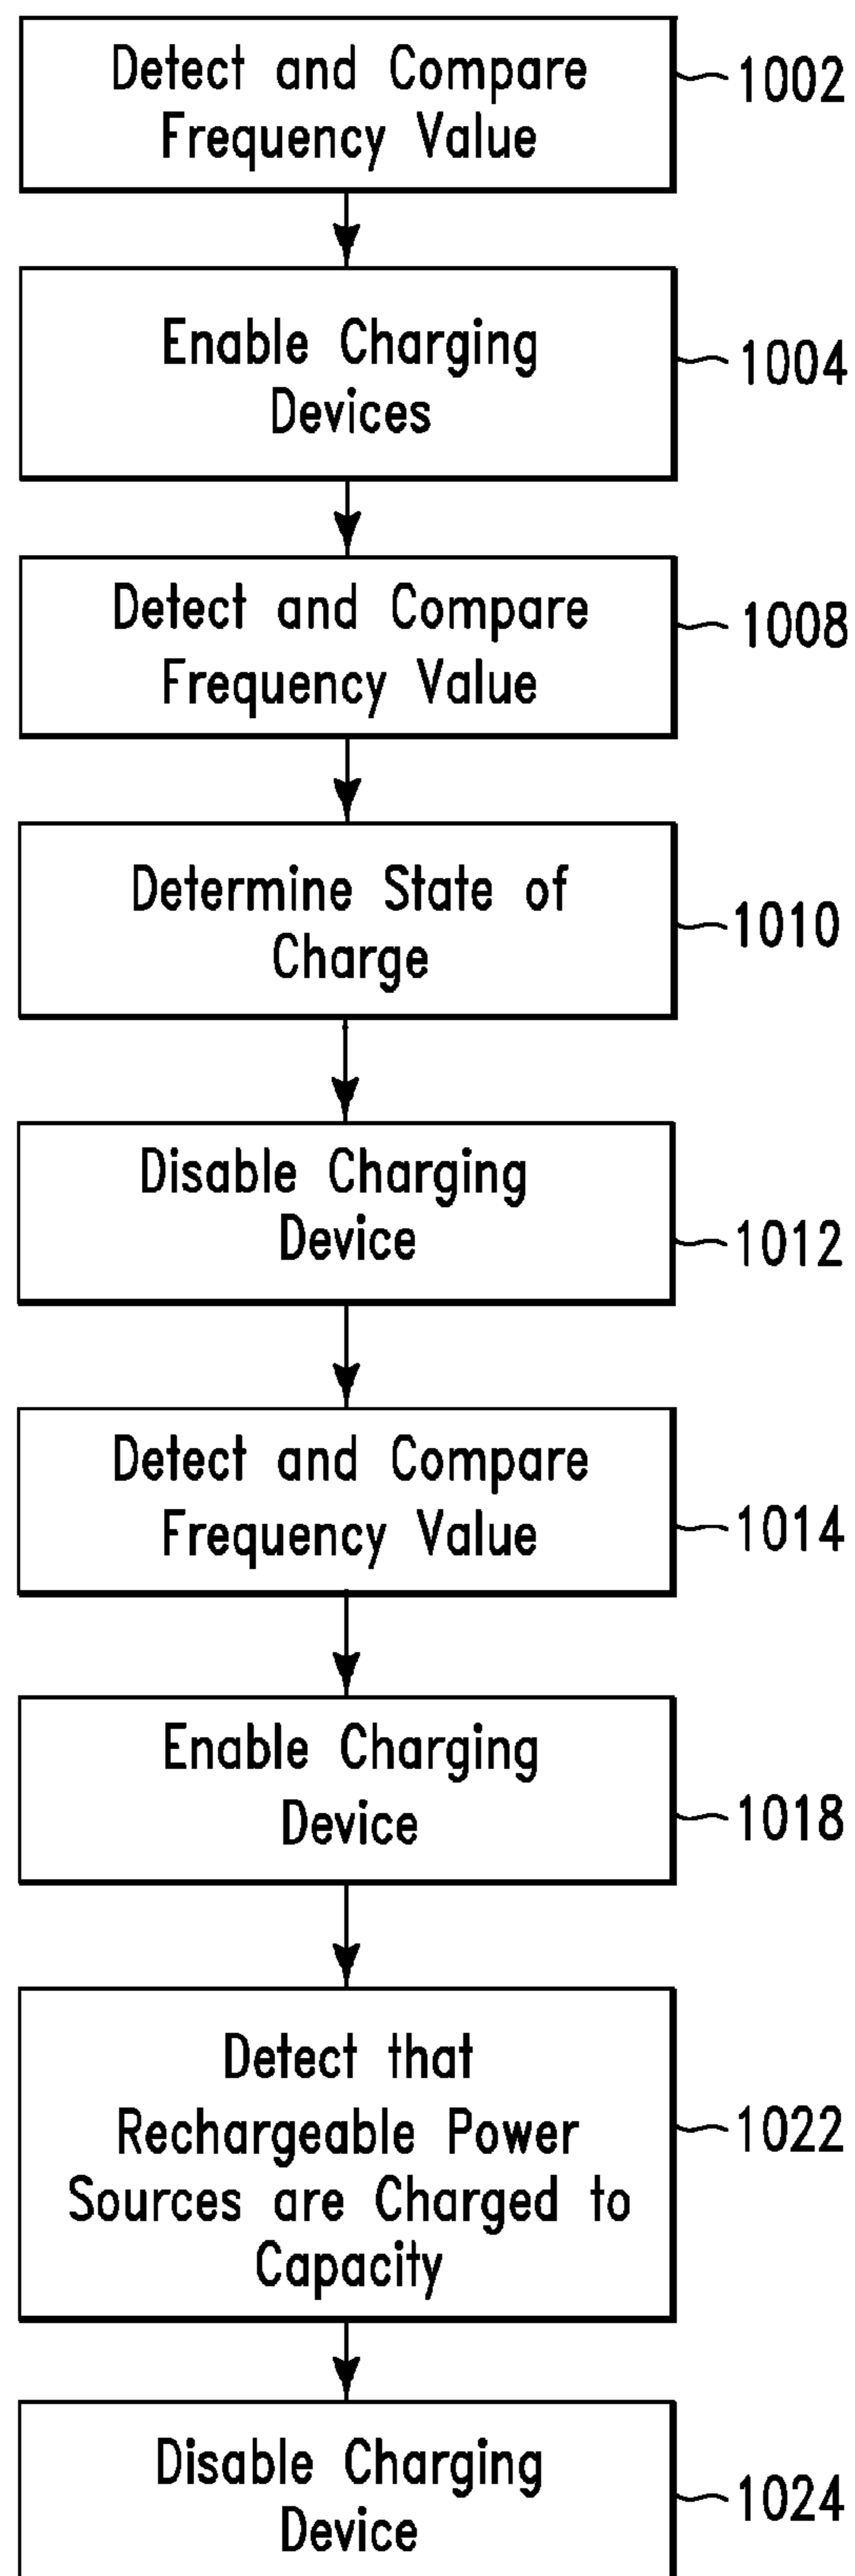 Detect and Compare
Frequency Value
1002
Enable Charging
Devices
1004
Detect and Compare
Frequency Value
1008
Determine State of
Charge
1010
Disable Charging
Device
1012
Detect and Compare
Frequency Value
1014
Enable Charging
Device
1018
Detect that
Rechargeable Power
Sources are Charged to
Capacity
1022
Disable Charging
Device
1024